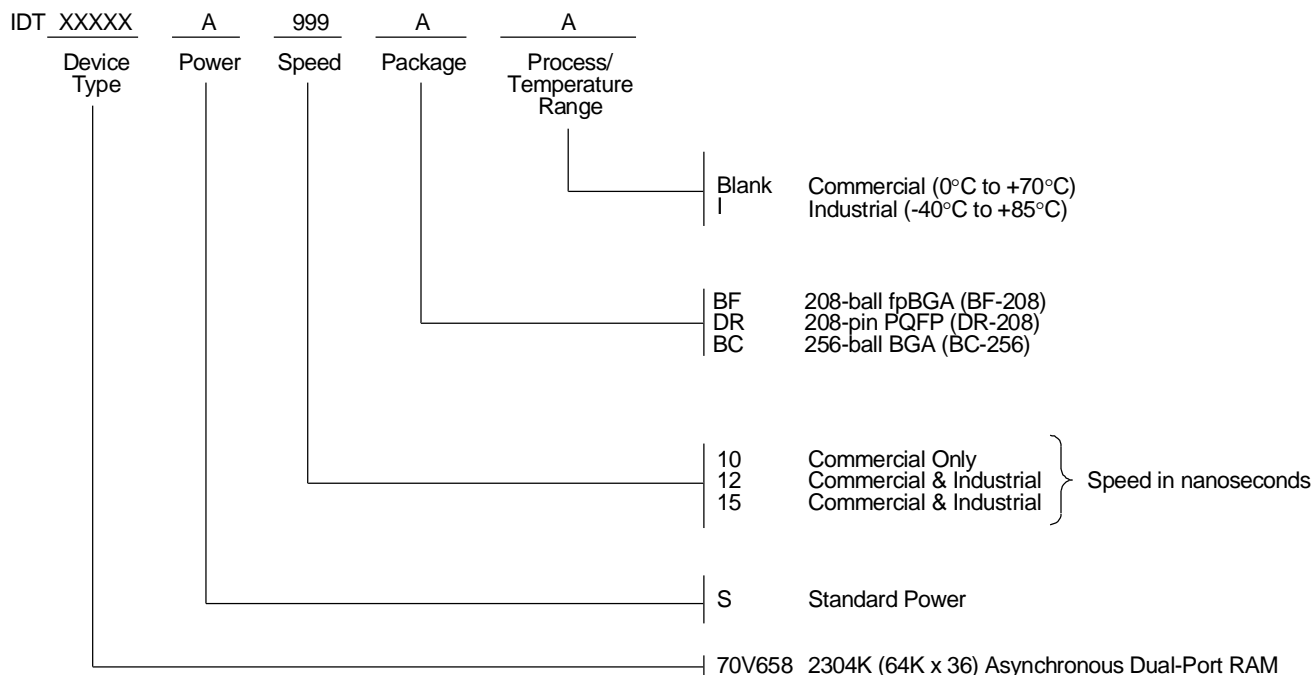 IDT XXXXX A 999 A A
Device Type Power Speed Package Process/ Temperature Range
Blank Commercial (0°C to +70°C)
I Industrial (-40°C to +85°C)
BF 208-ball fpBGA (BF-208)
DR 208-pin PQFP (DR-208)
BC 256-ball BGA (BC-256)
10 Commercial Only
12 Commercial & Industrial Speed in nanoseconds
15 Commercial & Industrial
S Standard Power
70V658 2304K (64K x 36) Asynchronous Dual-Port RAM